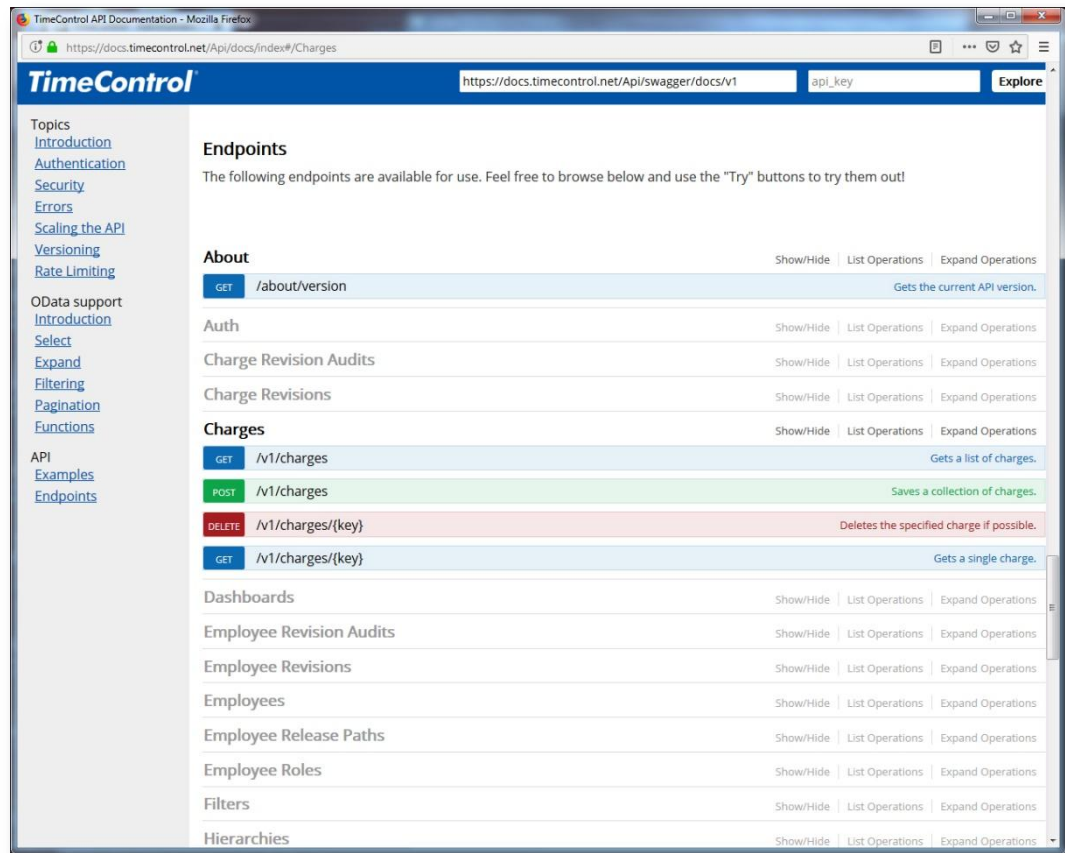 TimeControl API Documentation - Mozilla Firefox
https://docs.timecontrol.net/Api/docs/index#/Charges
TimeControl®
https://docs.timecontrol.net/Api/swagger/docs/v1
api_key
Explore
Topics
Introduction
Authentication
Security
Errors
Scaling the API
Versioning
Rate Limiting
OData support
Introduction
Select
Expand
Filtering
Pagination
Functions
API
Examples
Endpoints
Endpoints
The following endpoints are available for use. Feel free to browse below and use the "Try" buttons to try them out!
About Show/Hide List Operations Expand Operations
GET /about/version Gets the current API version.
Auth Show/Hide List Operations Expand Operations
Charge Revision Audits Show/Hide List Operations Expand Operations
Charge Revisions Show/Hide List Operations Expand Operations
Charges Show/Hide List Operations Expand Operations
GET /v1/charges Gets a list of charges.
POST /v1/charges Saves a collection of charges.
DELETE /v1/charges/{key} Deletes the specified charge if possible.
GET /v1/charges/{key} Gets a single charge.
Dashboards Show/Hide List Operations Expand Operations
Employee Revision Audits Show/Hide List Operations Expand Operations
Employee Revisions Show/Hide List Operations Expand Operations
Employees Show/Hide List Operations Expand Operations
Employee Release Paths Show/Hide List Operations Expand Operations
Employee Roles Show/Hide List Operations Expand Operations
Filters Show/Hide List Operations Expand Operations
Hierarchies Show/Hide List Operations Expand Operations